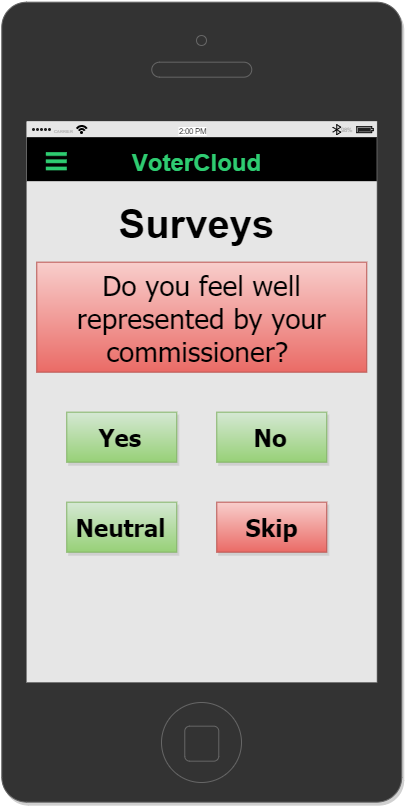 2:00 PM
VoterCloud
Surveys
Do you feel well
represented by your
commissioner?
Yes No
Neutral Skip